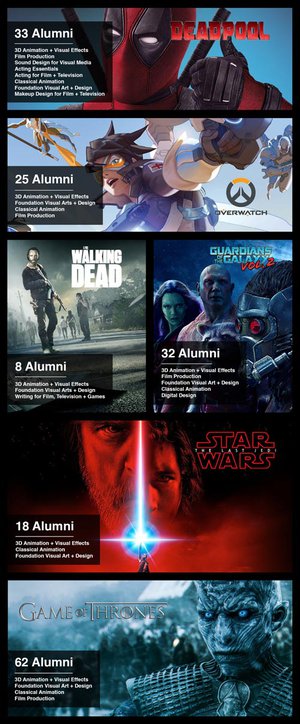 DEADPOOL
33 Alumni
3D Animation + Visual Effects
Film Production
Sound Design for Visual Media
Acting Essentials
Acting for Film + Television
Classical Animation
Foundation Visual Art + Design
Makeup Design for Film + Television
25 Alumni
3D Animation + Visual Effects
Foundation Visual Art + Design
Classical Animation
Film Production
OVERWATCH
THE
WALKING
DEAD
8 Alumni
3D Animation + Visual Effects
Foundation Visual Arts + Design
Writing for Film, Television + Games
GUARDIANS
OF THE
GALAXY
VOL. 2
32 Alumni
3D Animation + Visual Effects
Film Production
Foundation Visual Art + Design
Classical Animation
Digital Design
STAR
THE LAST JEDI
WARS
18 Alumni
3D Animation + Visual Effects
Classical Animation
Foundation Visual Art + Design
GAME OF THRONES
62 Alumni
3D Animation + Visual Effects
Foundation Visual Art + Design
Classical Animation
Film Production